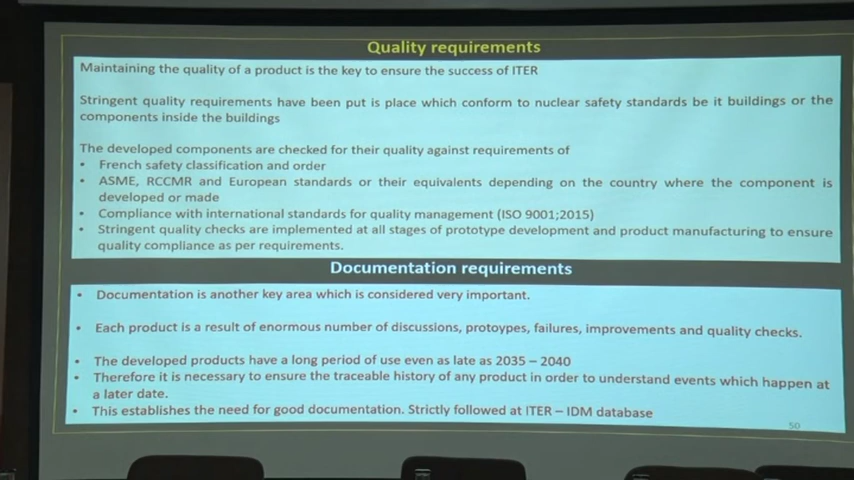 Quality requirements
Maintaining the quality of a product is the key to ensure the success of ITER
Stringent quality requirements have been put is place which conform to nuclear safety standards be it buildings or the
components inside the buildings
The developed components are checked for their quality against requirements of
• French safety classification and order
• ASME, RCCMR and European standards or their equivalents depending on the country where the component is
developed or made
• Compliance with international standards for quality management (ISO 9001;2015)
• Stringent quality checks are implemented at all stages of prototype development and product manufacturing to ensure
quality compliance as per requirements.
Documentation requirements
• Documentation is another key area which is considered very important.
• Each product is a result of enormous number of discussions, protoypes, failures, improvements and quality checks.
• The developed products have a long period of use even as late as 2035 – 2040
• Therefore it is necessary to ensure the traceable history of any product in order to understand events which happen at
a later date.
• This establishes the need for good documentation. Strictly followed at ITER – IDM database
50